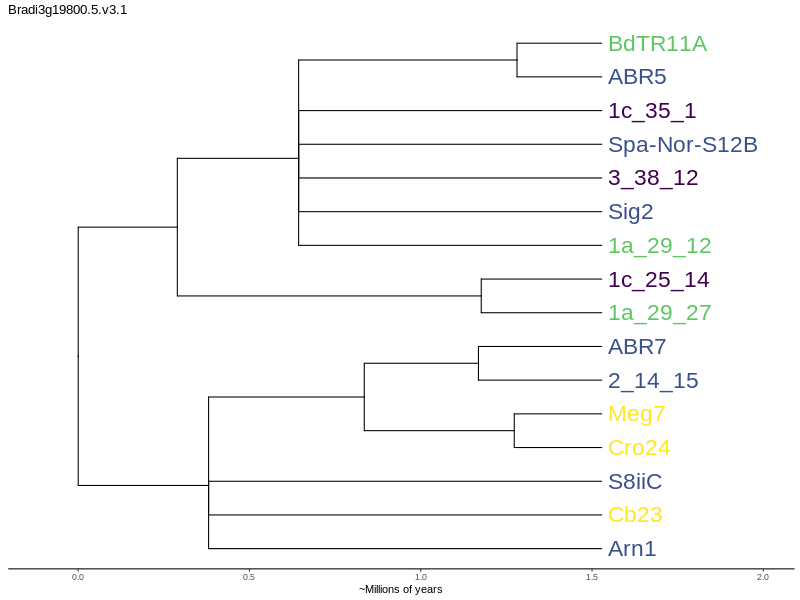 Bradi3g19800.5.v3.1
BdTR11A
ABR5
1c_35_1
Spa-Nor-S12B
3_38_12
Sig2
1a_29_12
1c_25_14
1a_29_27
ABR7
2_14_15
Meg7
Cro24
S8iiC
Cb23
Arn1
0.0 0.5 1.0 1.5 2.0
~Millions of years